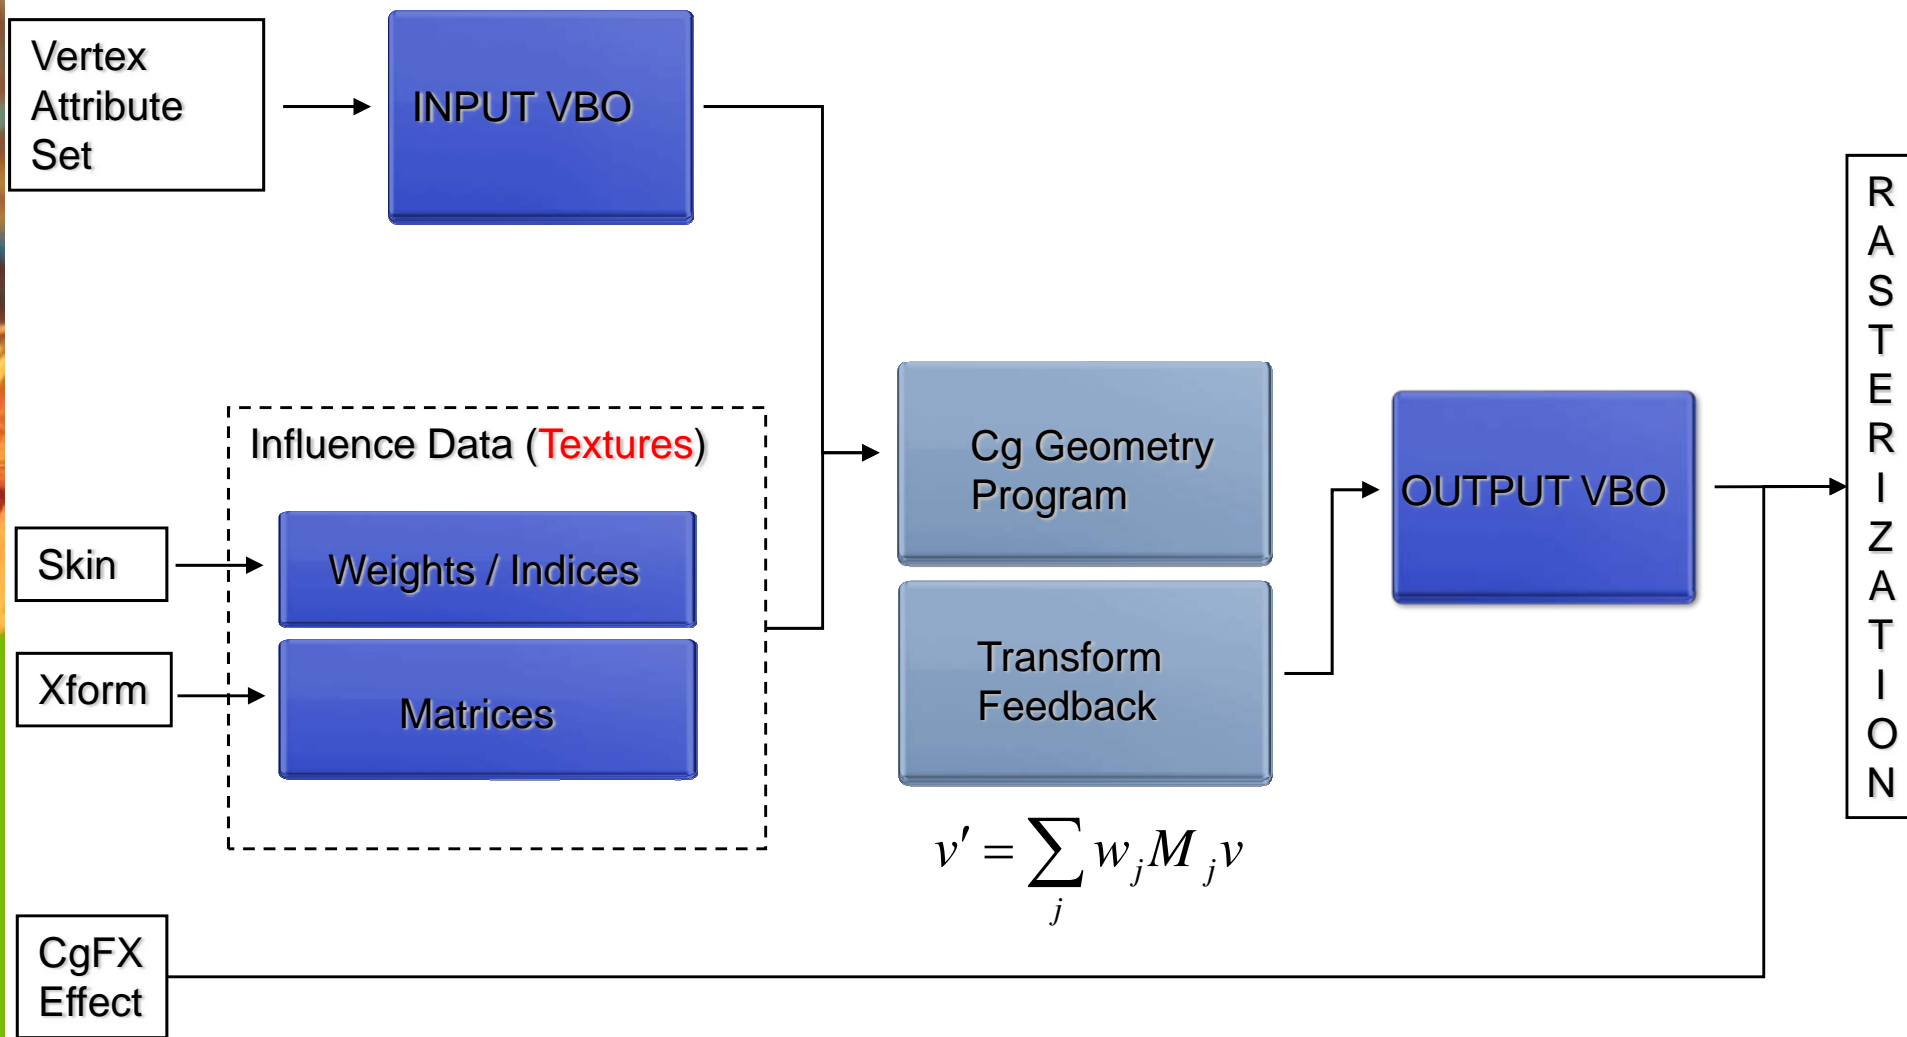 Vertex
Attribute
Set
INPUT VBO
Influence Data (Textures)
Skin
Weights / Indices
Xform
Matrices
Cg Geometry
Program
Transform
Feedback
v′ = ∑ w_j M_j v
j
OUTPUT VBO
CgFX
Effect
R
A
S
T
E
R
I
Z
A
T
I
O
N